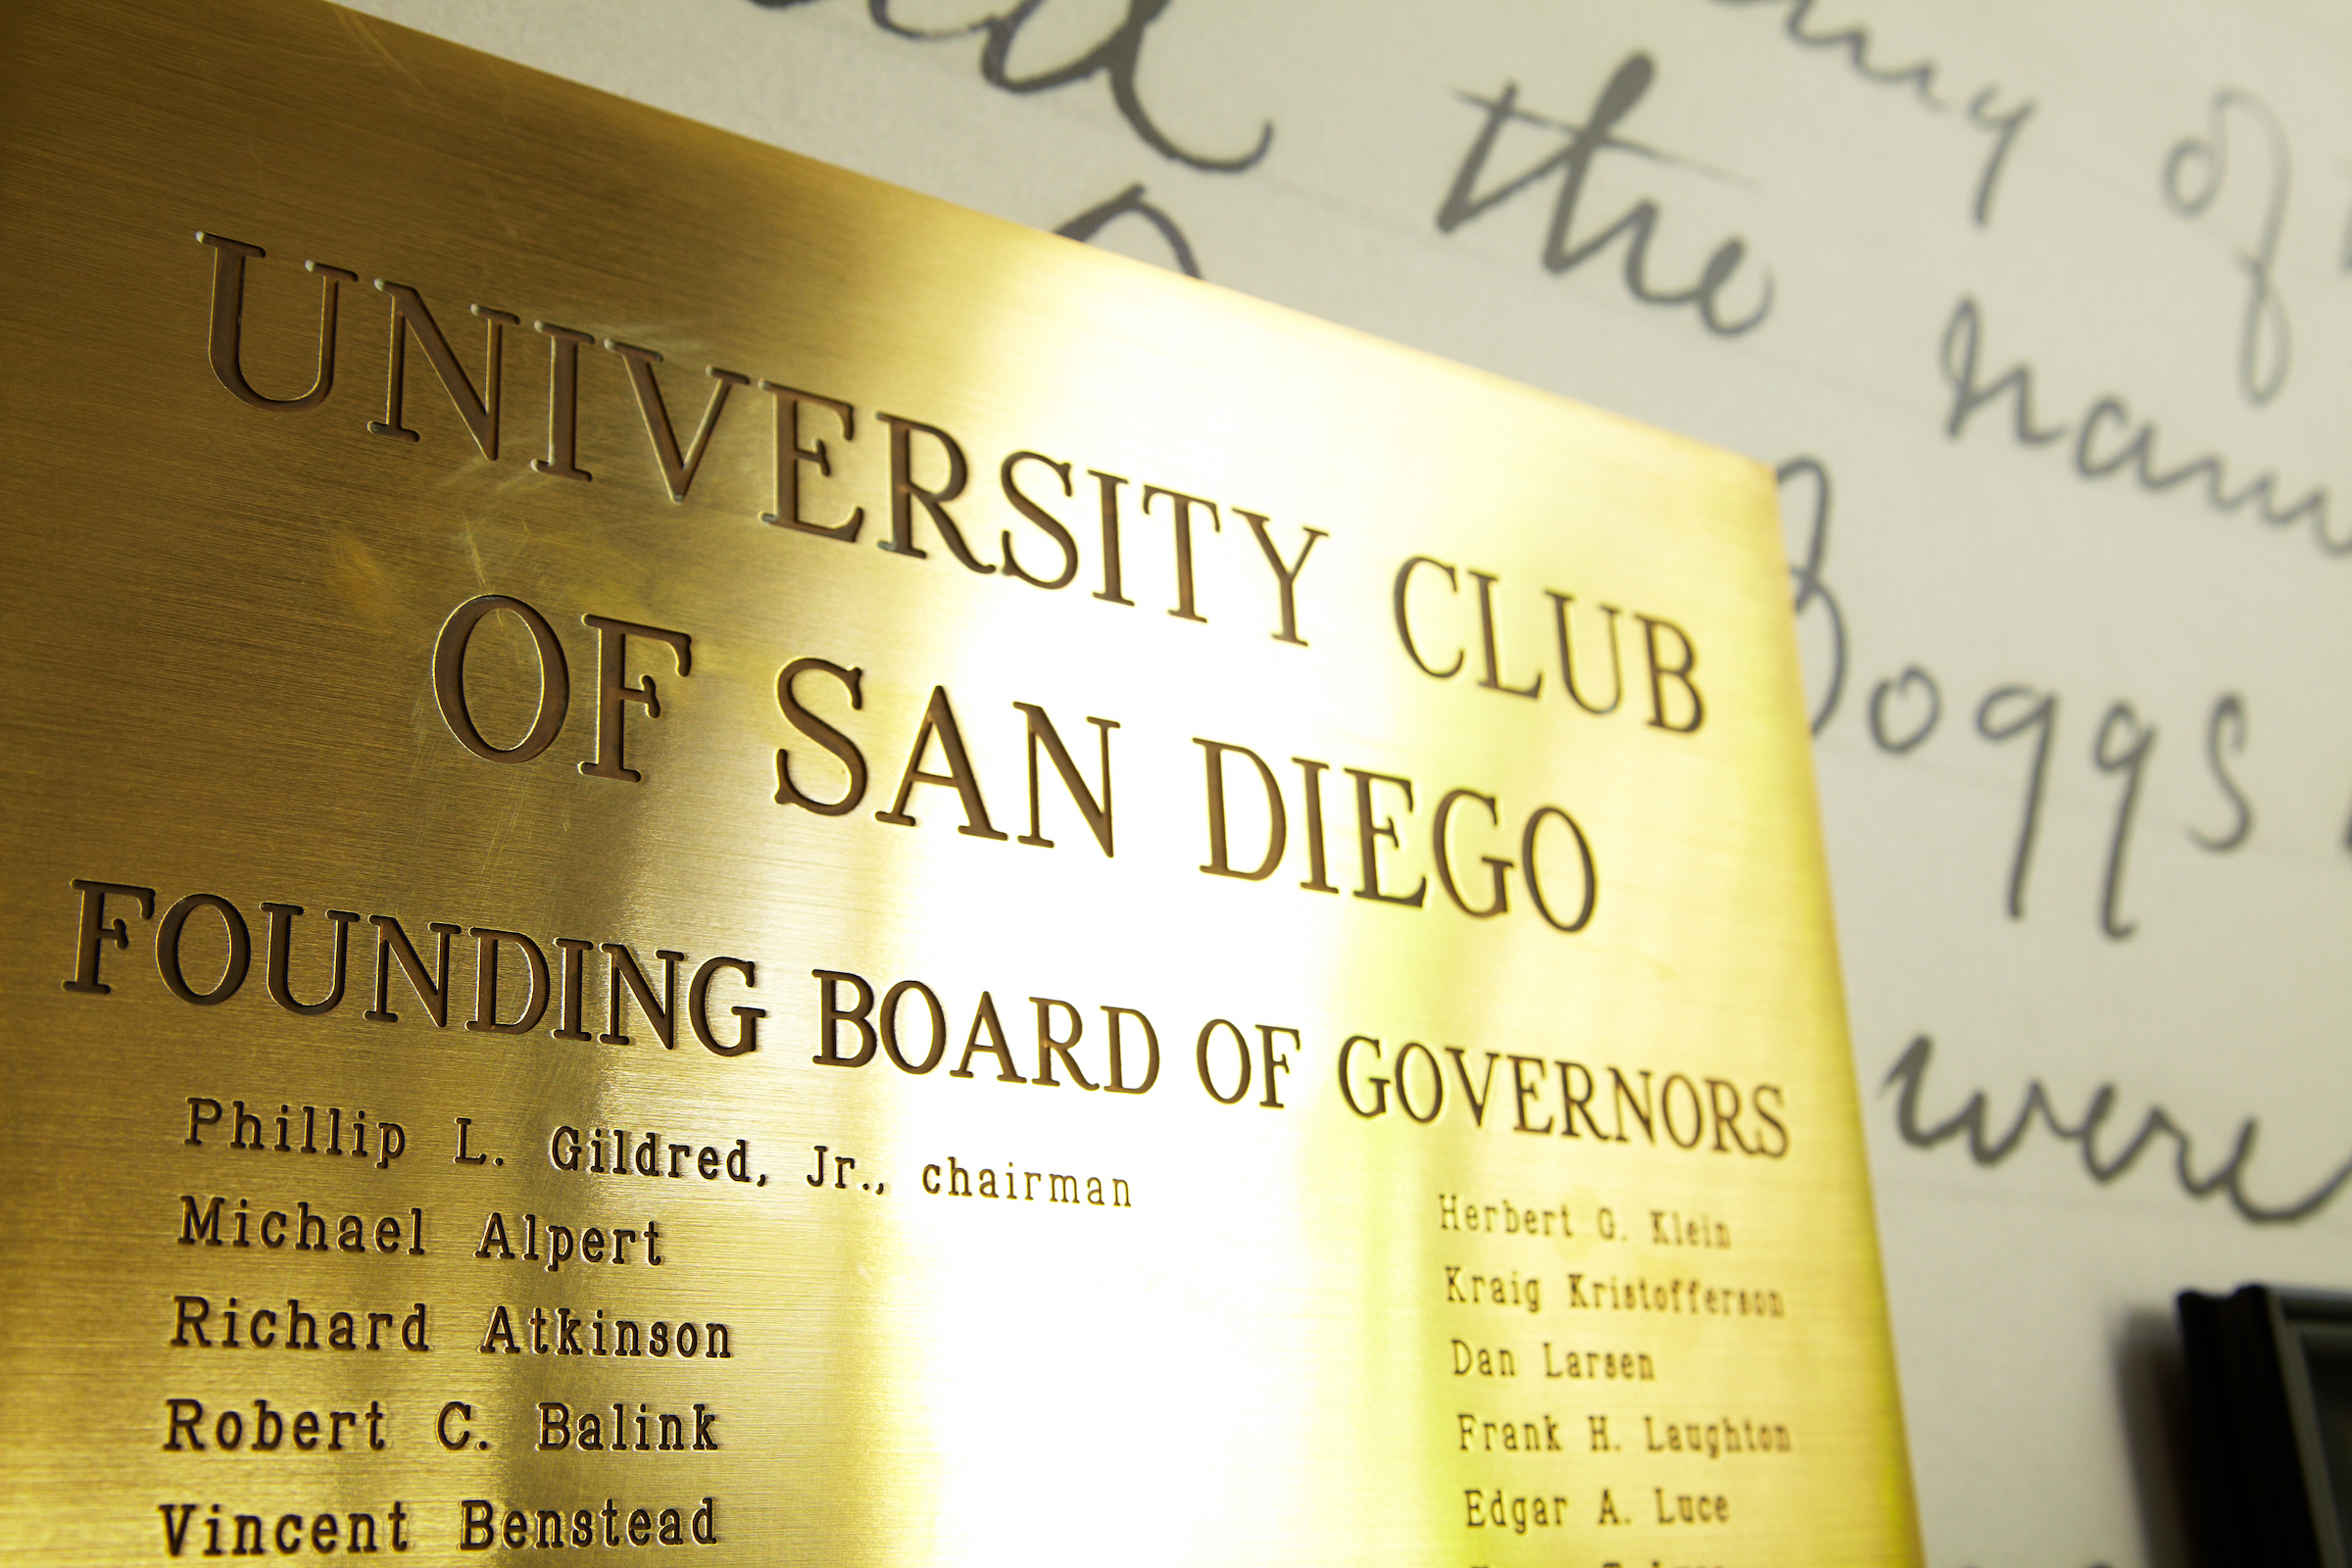 UNIVERSITY CLUB
OF SAN DIEGO
FOUNDING BOARD OF GOVERNORS
Phillip L. Gildred, Jr., chairman
Michael Alpert
Richard Atkinson
Robert C. Balink
Vincent Benstead
Herbert G. Klein
Kraig Kristofferson
Dan Larsen
Frank H. Laughton
Edgar A. Luce
of
the
Boggs
were